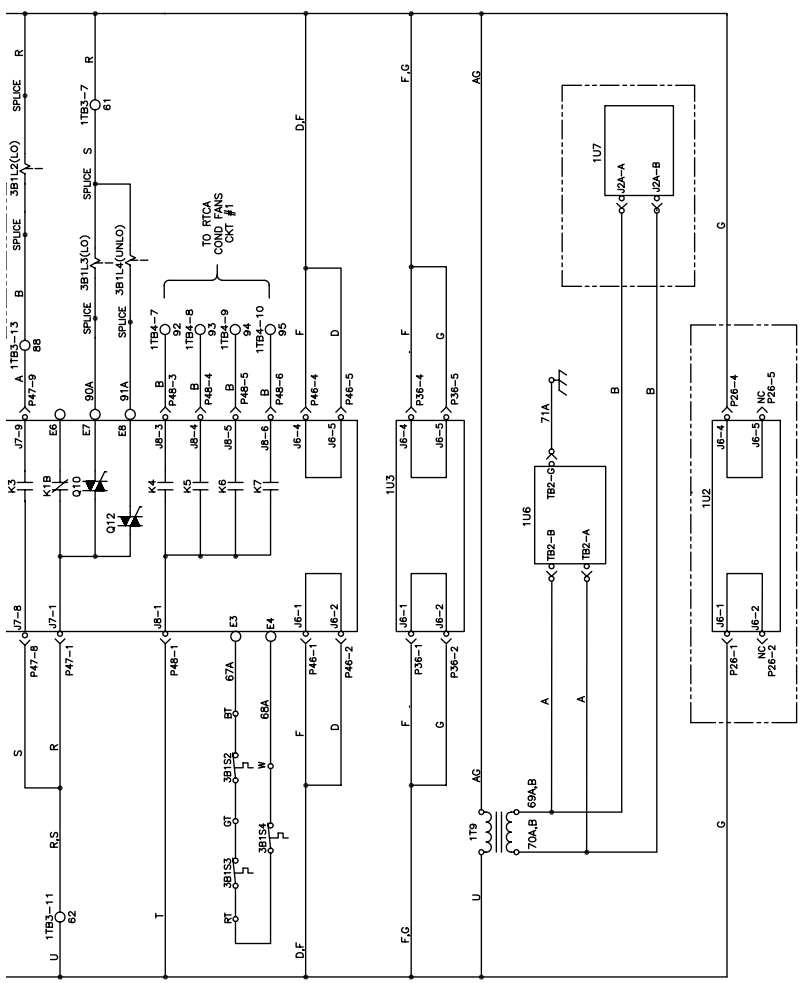 R
SPLICE
3B1L2(LO)
SPLICE
B
1TB3-13
88
A
P47-9
J7-9
K3
J7-8
P47-8
S
R
1TB3-7
61
S
SPLICE
3B1L3(LO)
SPLICE
90A
E6
E7
K1B
Q10
J7-1
P47-1
R
R,S
1TB3-11
62
U
3B1L4(UNLO)
SPLICE
91A
E8
Q12
TO RTCA
COND FANS
CKT #1
1TB4-7
92
B
P48-3
J8-3
K4
J8-1
P48-1
T
1TB4-8
93
B
P48-4
J8-4
K5
1TB4-9
94
B
P48-5
J8-5
K6
1TB4-10
95
B
P48-6
J8-6
K7
E3
67A
BT
3B1S2
GT
3B1S3
RT
E4
68A
W
3B1S4
D,F
F
P46-4
J6-4
D
P46-5
J6-5
J6-1
P46-1
F
J6-2
P46-2
D
D,F
F,G
F
P36-4
J6-4
G
P36-5
J6-5
1U3
J6-1
P36-1
F
J6-2
P36-2
G
F,G
AG
AG
1T9
U
69A,B
70A,B
71A
TB2-G
1U6
TB2-B
TB2-A
A
A
1U7
J2A-A
J2A-B
B
B
G
P26-4
J6-4
NC
P26-5
J6-5
1U2
J6-1
P26-1
J6-2
NC
P26-2
G